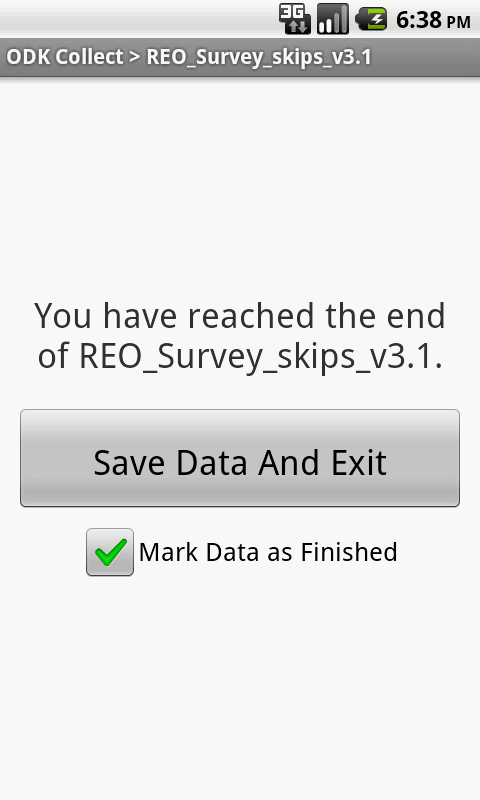 3G 6:38 PM
ODK Collect > REO_Survey_skips_v3.1
You have reached the end
of REO_Survey_skips_v3.1.
Save Data And Exit
Mark Data as Finished